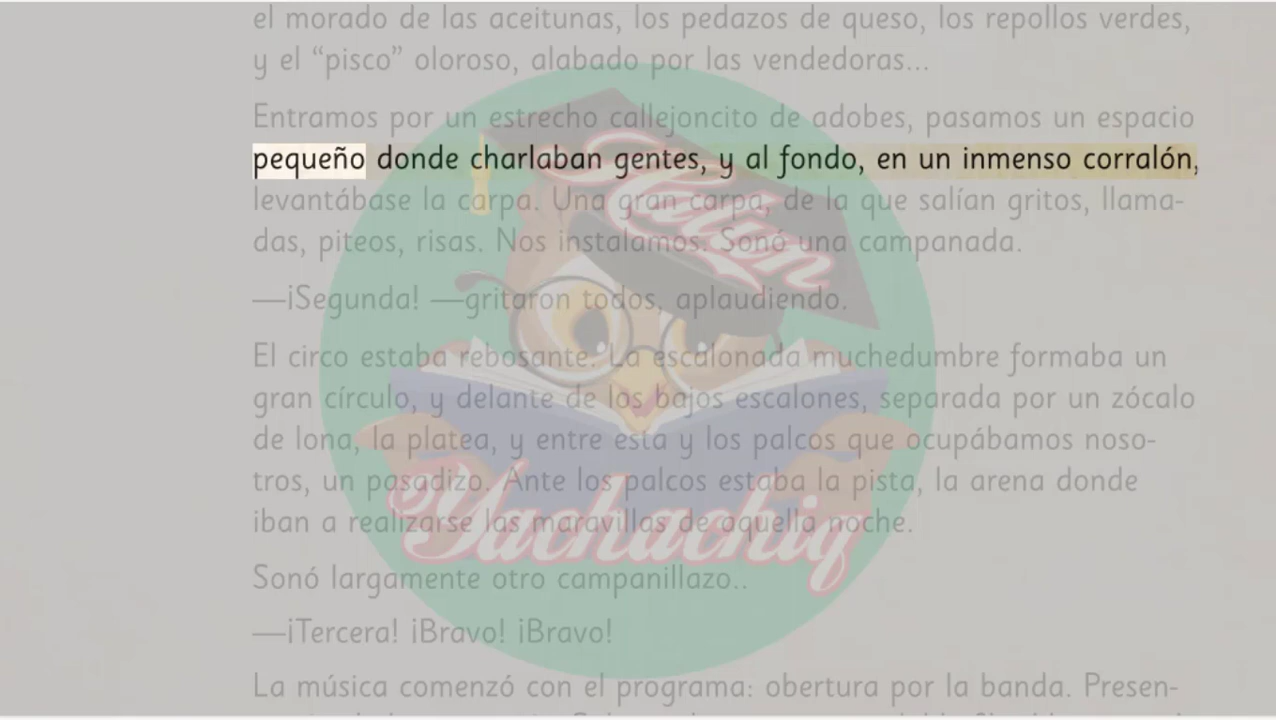 el morado de las aceitunas, los pedazos de queso, los repollos verdes,
y el “pisco” oloroso, alabado por las vendedoras...
Entramos por un estrecho callejoncito de adobes, pasamos un espacio
pequeño donde charlaban gentes, y al fondo, en un inmenso corralón,
levantábase la carpa. Una gran carpa, de la que salían gritos, llama-
das, piteos, risas. Nos instalamos. Sonó una campanada.
—¡Segunda! —gritaron todos, aplaudiendo.
El circo estaba rebosante. La escalonada muchedumbre formaba un
gran círculo, y delante de los bajos escalones, separada por un zócalo
de lona, la platea, y entre esta y los palcos que ocupábamos noso-
tros, un pasadizo. Ante los palcos estaba la pista, la arena donde
iban a realizarse las maravillas de aquella noche.
Sonó largamente otro campanillazo..
—¡Tercera! ¡Bravo! ¡Bravo!
La música comenzó con el programa: obertura por la banda. Presen-
Yachachiq